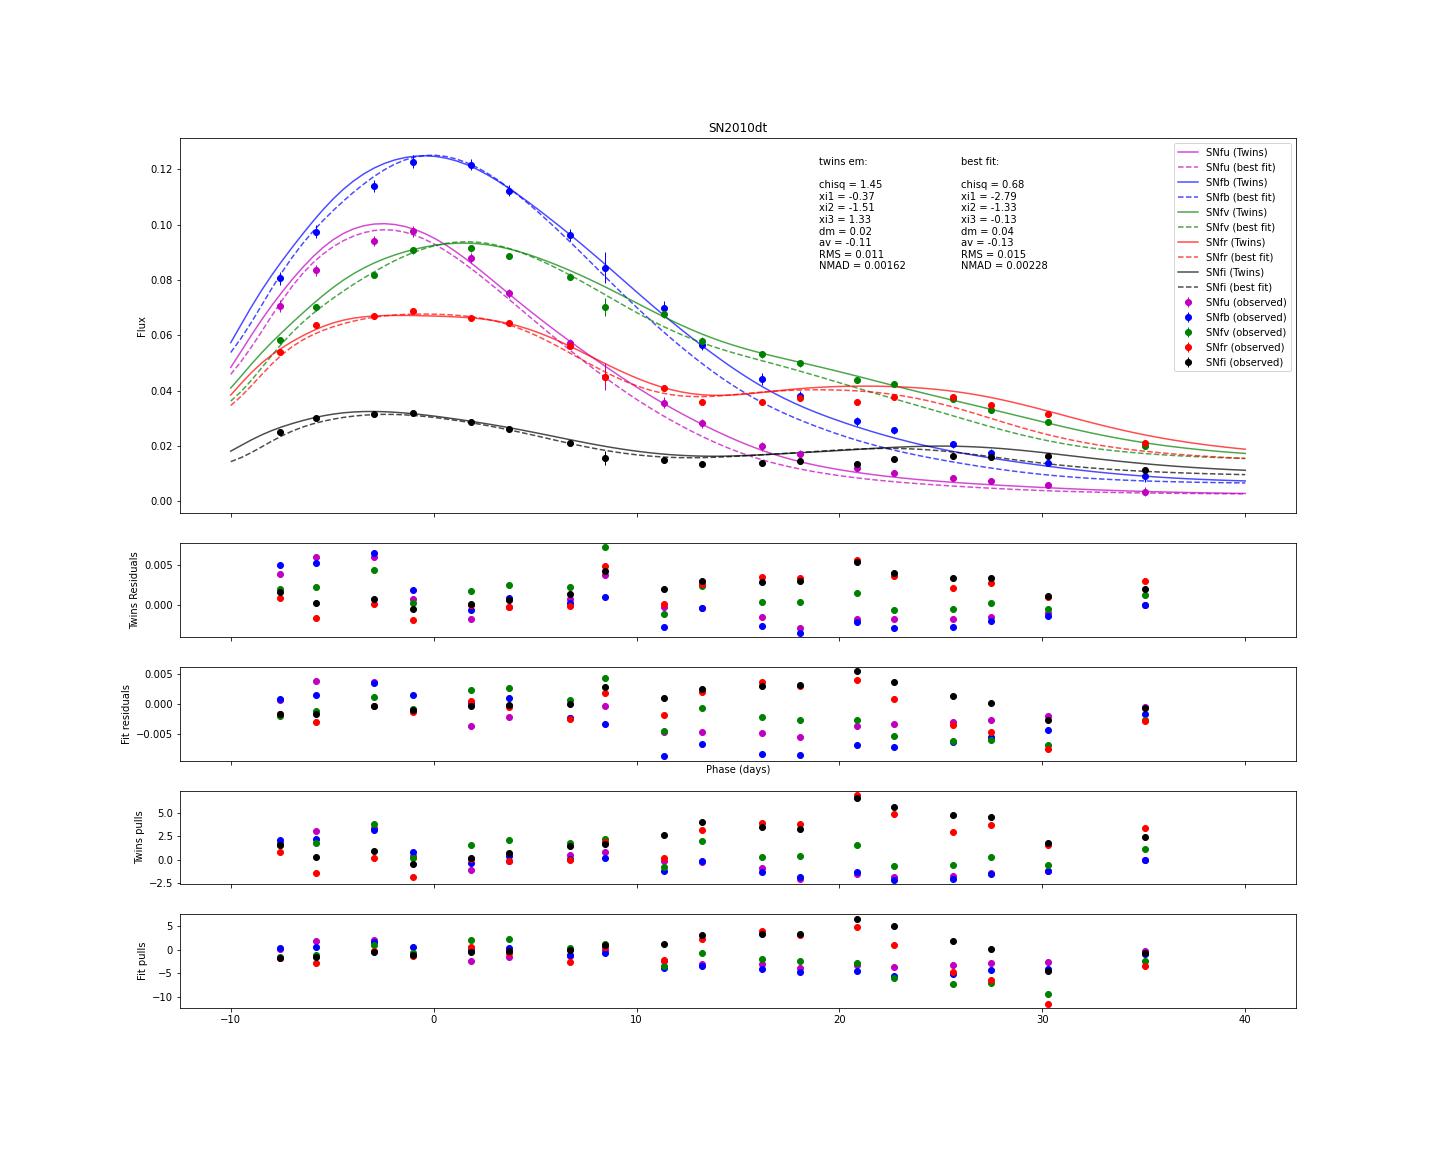 SN2010dt
0.12
0.10
0.08
0.06
0.04
0.02
0.00
Flux
twins em:
chisq = 1.45
xi1 = -0.37
xi2 = -1.51
xi3 = 1.33
dm = 0.02
av = -0.11
RMS = 0.011
NMAD = 0.00162
best fit:
chisq = 0.68
xi1 = -2.79
xi2 = -1.33
xi3 = -0.13
dm = 0.04
av = -0.13
RMS = 0.015
NMAD = 0.00228
SNfu (Twins)
SNfu (best fit)
SNfb (Twins)
SNfb (best fit)
SNfv (Twins)
SNfv (best fit)
SNfr (Twins)
SNfr (best fit)
SNfi (Twins)
SNfi (best fit)
SNfu (observed)
SNfb (observed)
SNfv (observed)
SNfr (observed)
SNfi (observed)
0.005
0.000
Twins Residuals
0.005
0.000
−0.005
Fit residuals
Phase (days)
5.0
2.5
0.0
−2.5
Twins pulls
5
0
−5
−10
Fit pulls
−10 0 10 20 30 40